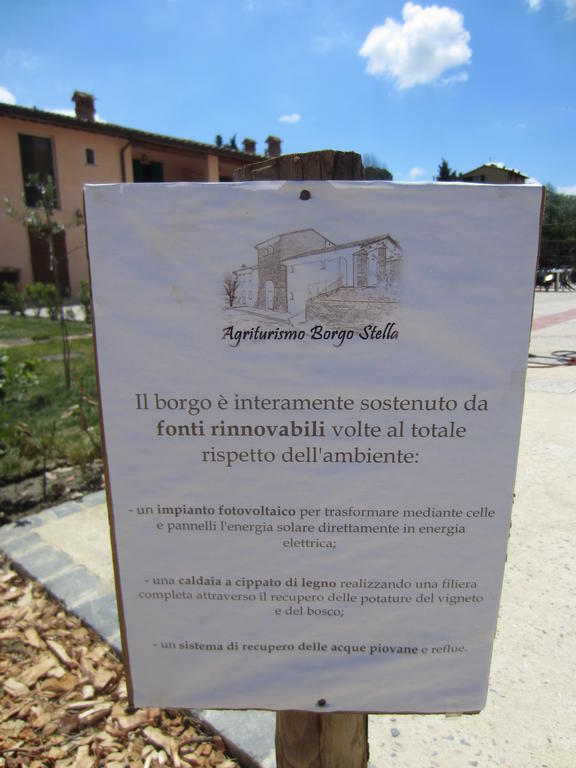 Agriturismo Borgo Stella
Il borgo è interamente sostenuto da
fonti rinnovabili volte al totale
rispetto dell'ambiente:
- un impianto fotovoltaico per trasformare mediante celle
e pannelli l'energia solare direttamente in energia
elettrica;
- una caldaia a cippato di legno realizzando una filiera
completa attraverso il recupero delle potature del vigneto
e del bosco;
- un sistema di recupero delle acque piovane e reflue.